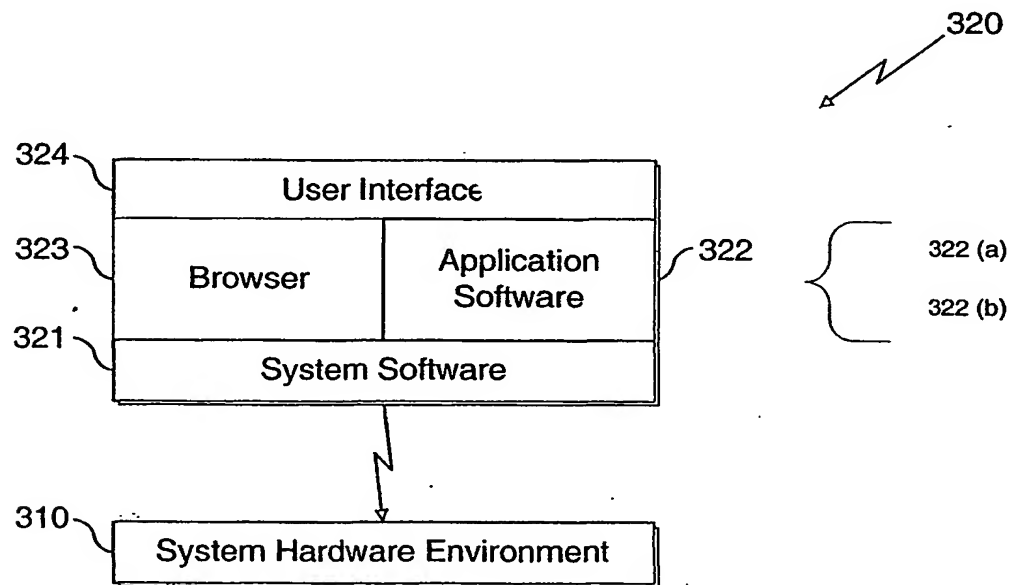 320
324
User Interface
323
Browser
Application
Software
322
322 (a)
322 (b)
321
System Software
310
System Hardware Environment